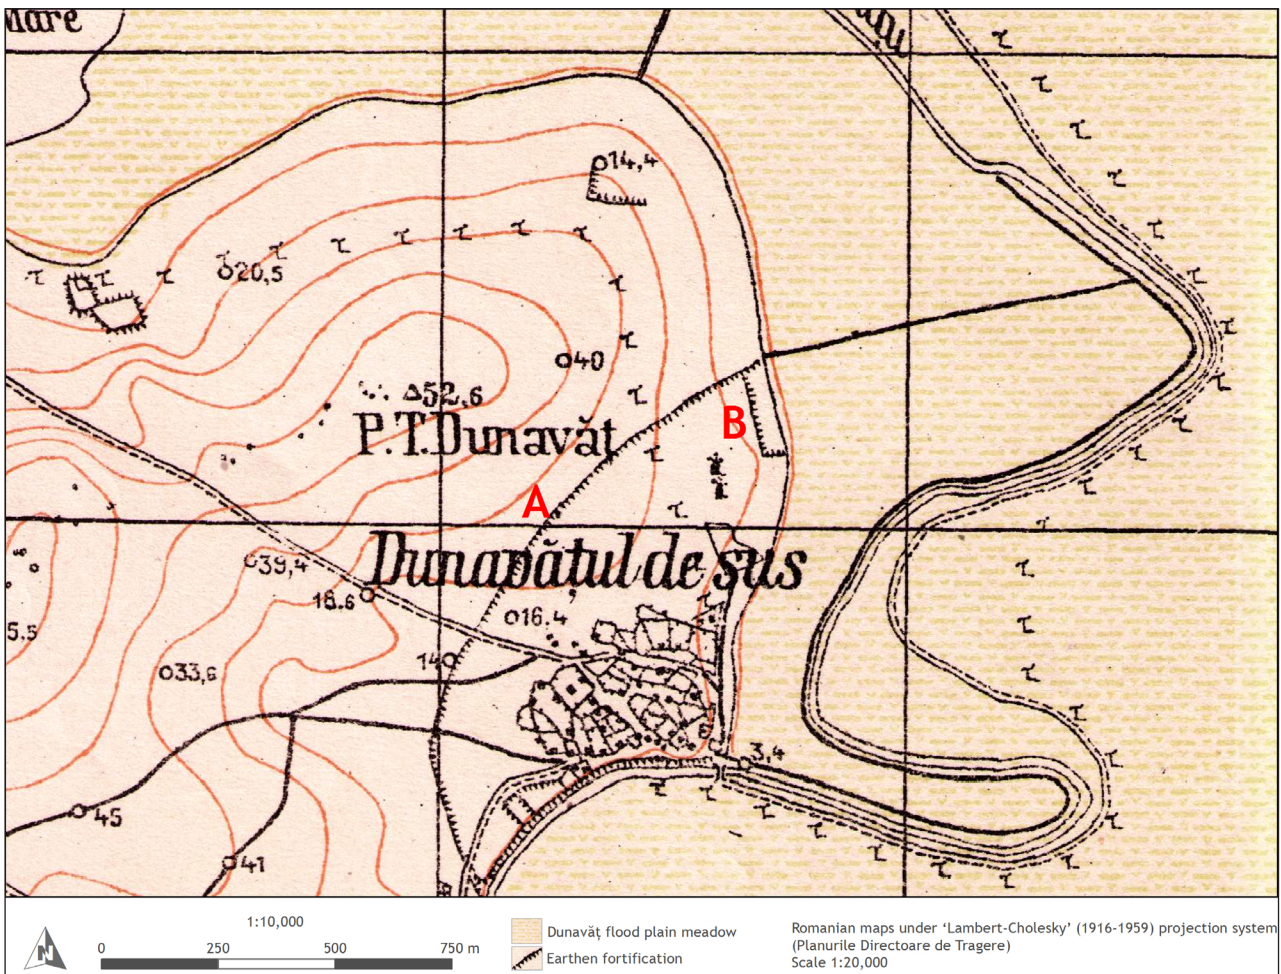 Mare
14,4
20,5
40
52,6
P.T.Dunavăț
B
A
Dunavățul de sus
39,4
18.6
16.4
5.5
14
33,6
3,4
45
41
1:10,000
N
0
250
500
750 m
Dunavăț flood plain meadow
Earthen fortification
Romanian maps under ‘Lambert-Cholesky’ (1916-1959) projection system
(Planurile Directoare de Tragere)
Scale 1:20,000